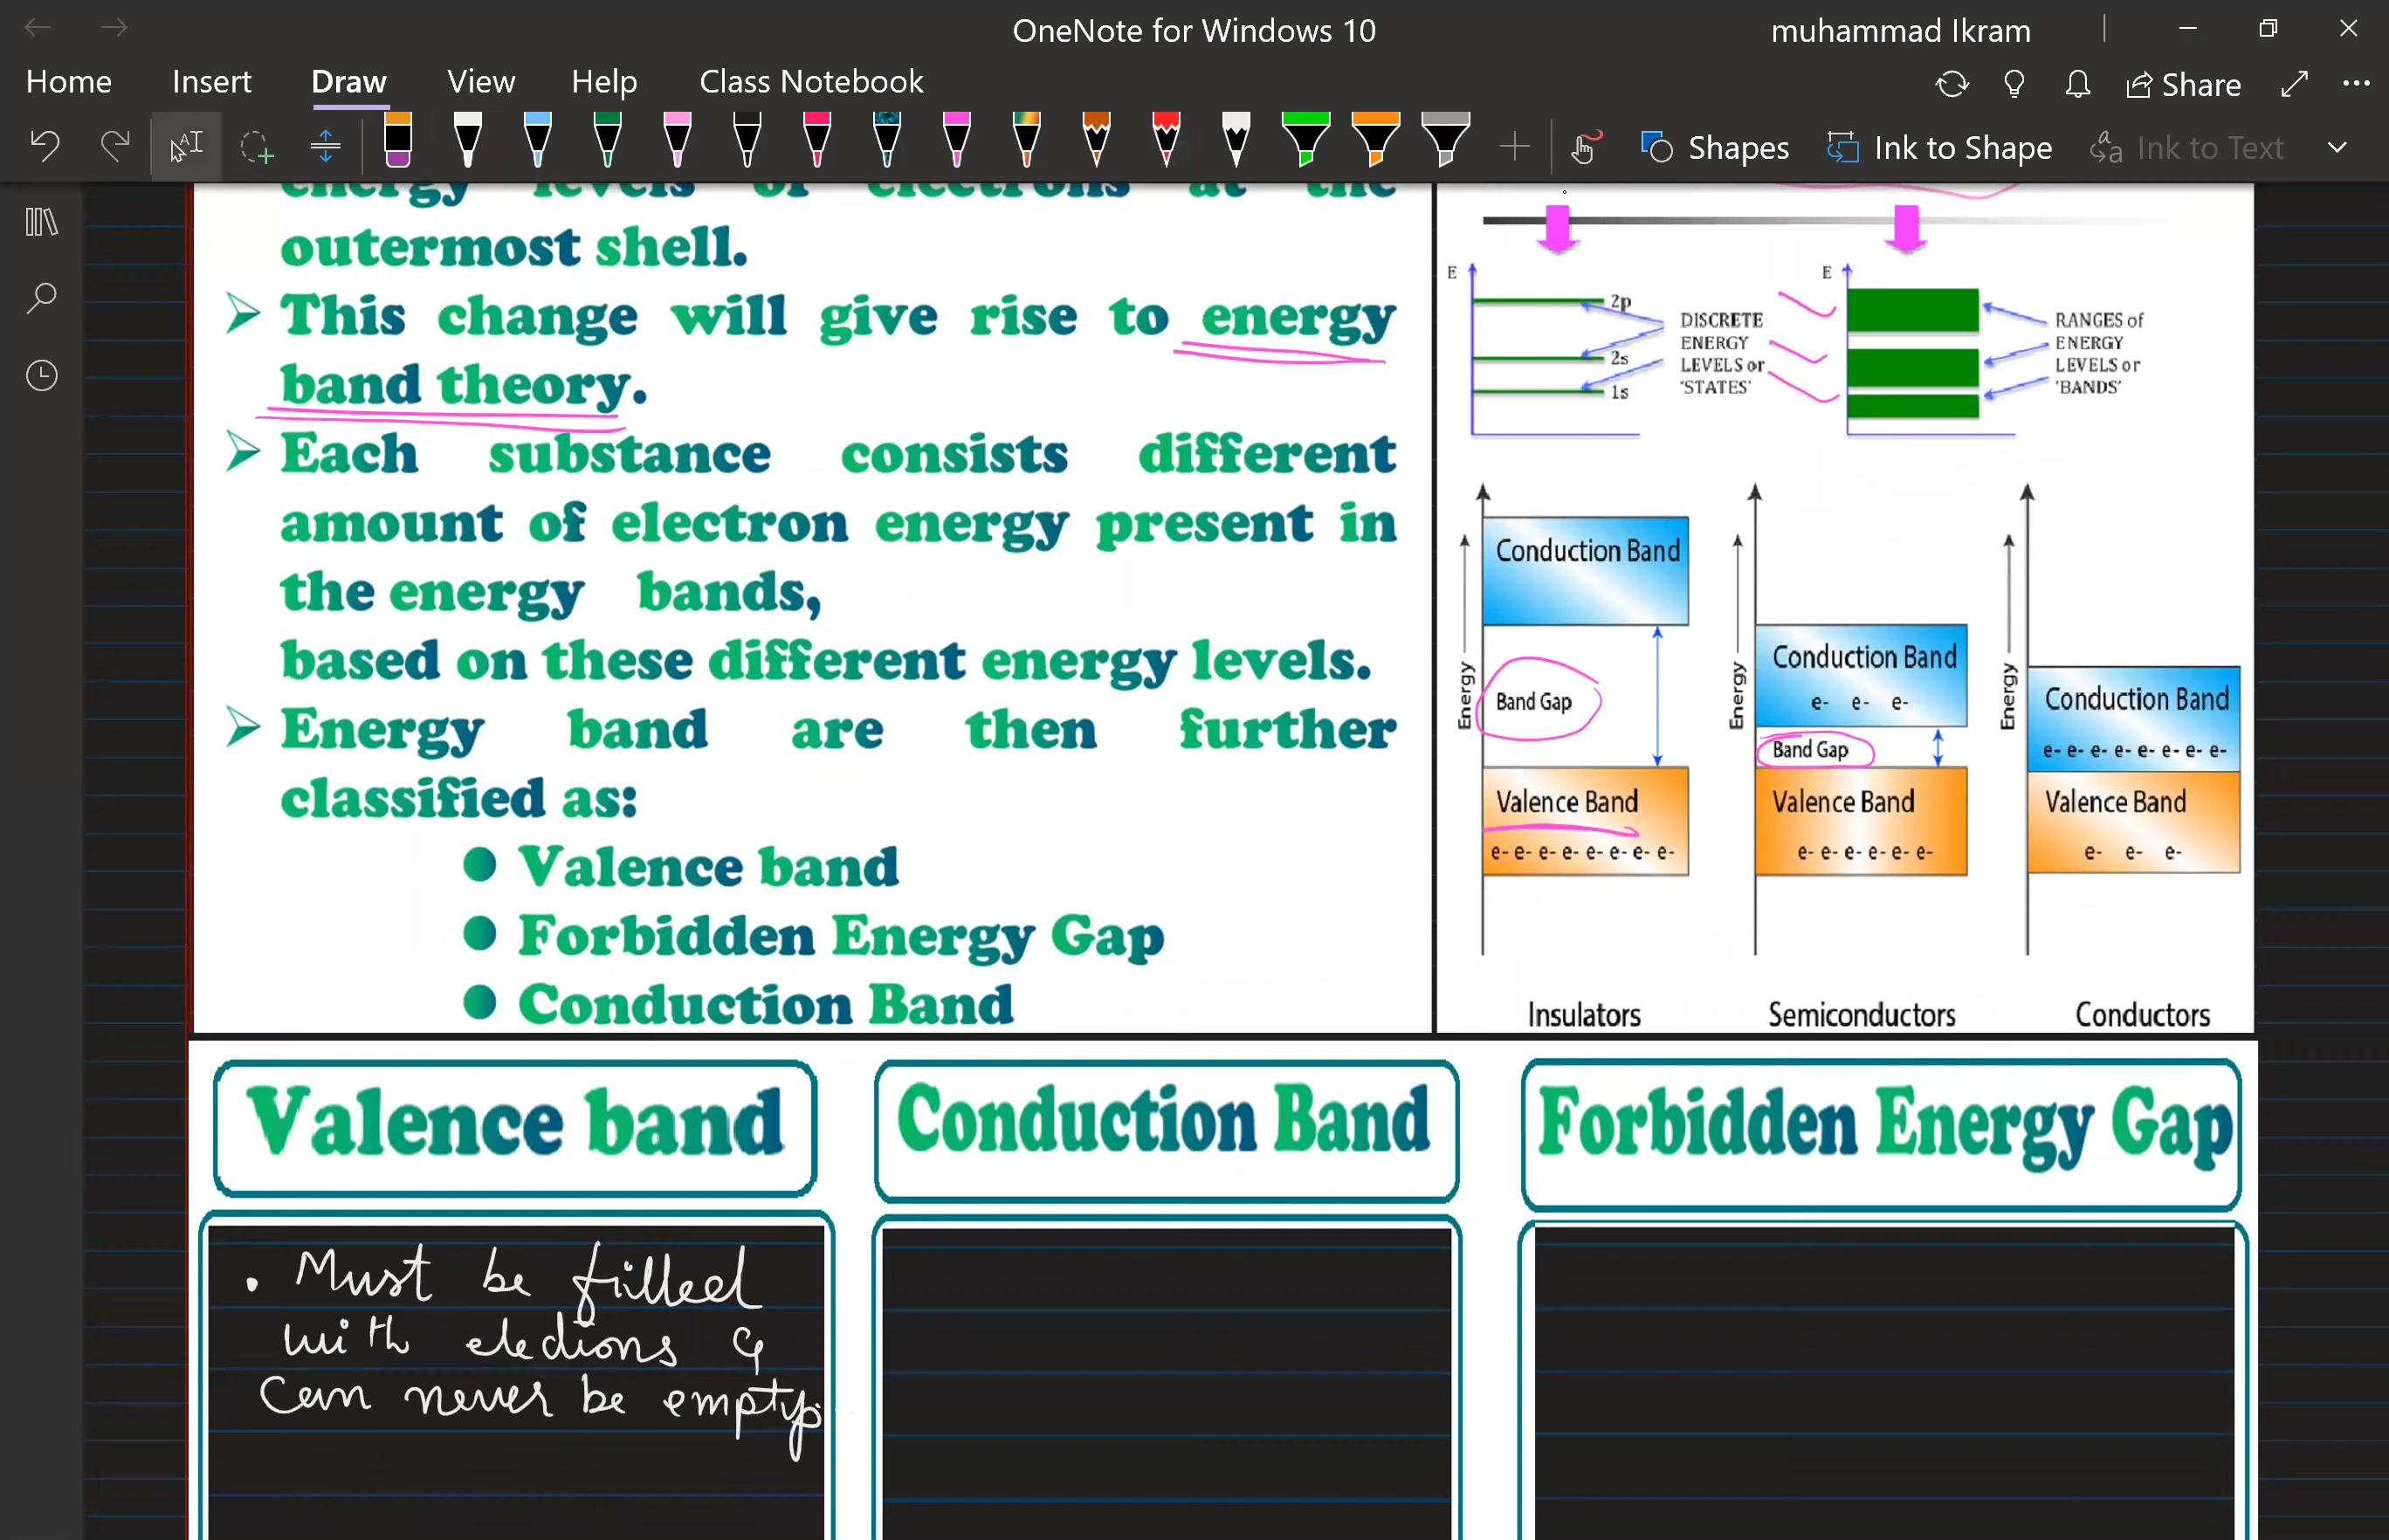 OneNote for Windows 10
muhammad Ikram
Home Insert Draw View Help Class Notebook
Share
Shapes Ink to Shape Ink to Text
energy levels of electrons at the
outermost shell.
This change will give rise to energy
band theory.
Each substance consists different
amount of electron energy present in
the energy bands,
based on these different energy levels.
Energy band are then further
classified as:
Valence band
Forbidden Energy Gap
Conduction Band
E
2p
2s
1s
DISCRETE
ENERGY
LEVELS or
'STATES'
E
RANGES of
ENERGY
LEVELS or
'BANDS'
Energy
Conduction Band
Band Gap
Valence Band
e- e- e- e- e- e- e- e-
Insulators
Energy
Conduction Band
e- e- e-
Band Gap
Valence Band
e- e- e- e- e- e-
Semiconductors
Energy
Conduction Band
e- e- e- e- e- e- e- e-
Valence Band
e- e- e-
Conductors
Valence band
Conduction Band
Forbidden Energy Gap
• Must be filled
with elections &
Can never be empty